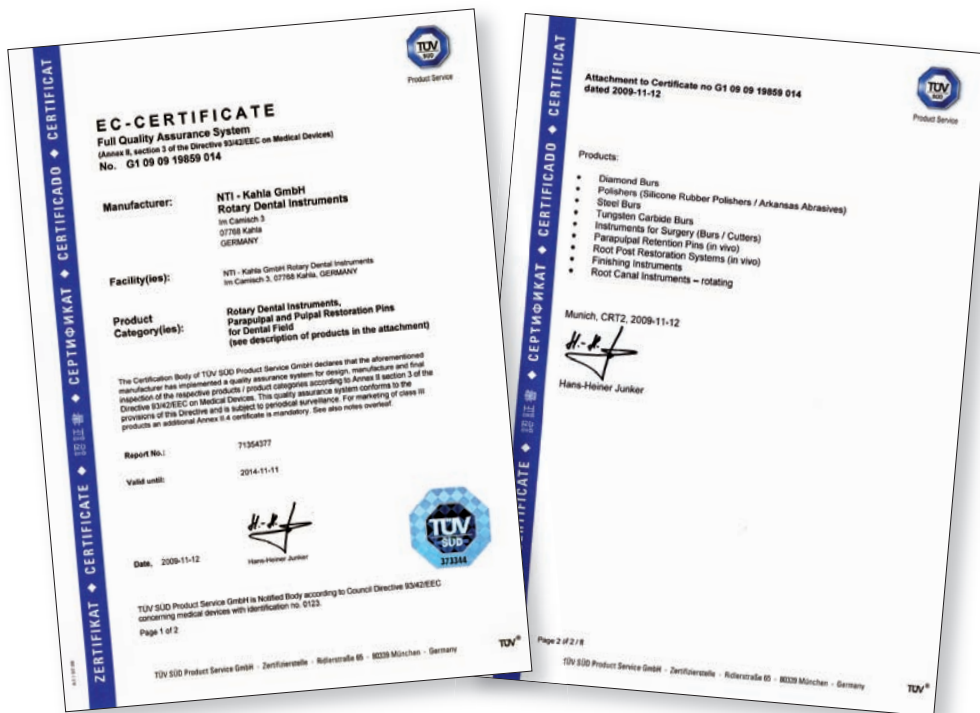 ZERTIFIKAT ◆ CERTIFICATE ◆ 認証書 ◆ СЕРТИФИКАТ ◆ CERTIFICADO ◆ CERTIFICAT
TÜV
SÜD
Product Service
EC-CERTIFICATE
Full Quality Assurance System
(Annex II, section 3 of the Directive 93/42/EEC on Medical Devices)
No. G1 09 09 19859 014
Manufacturer:
NTI - Kahla GmbH
Rotary Dental Instruments
Im Camisch 3
07768 Kahla
GERMANY
Facility(ies):
NTI - Kahla GmbH Rotary Dental Instruments
Im Camisch 3, 07768 Kahla, GERMANY
Product
Category(ies):
Rotary Dental Instruments,
Parapulpal and Pulpal Restoration Pins
for Dental Field
(see description of products in the attachment)
The Certification Body of TÜV SÜD Product Service GmbH declares that the aforementioned
manufacturer has implemented a quality assurance system for design, manufacture and final
inspection of the respective products / product categories according to Annex II section 3 of the
Directive 93/42/EEC on Medical Devices. This quality assurance system conforms to the
provisions of this Directive and is subject to periodical surveillance. For marketing of class III
products an additional Annex II.4 certificate is mandatory. See also notes overleaf.
Report No.: 71354377
Valid until: 2014-11-11
H.-H.
Date, 2009-11-12
Hans-Heiner Junker
TÜV
SÜD
373344
TÜV SÜD Product Service GmbH is Notified Body according to Council Directive 93/42/EEC
concerning medical devices with identification no. 0123.
Page 1 of 2
TÜV SÜD Product Service GmbH - Zertifizierstelle - Ridlerstraße 65 - 80339 München - Germany
TÜV®
CERTIFICATE ◆ СЕРТИФИКАТ ◆ CERTIFICADO ◆ CERTIFICAT
Attachment to Certificate no G1 09 09 19859 014
dated 2009-11-12
TÜV
SÜD
Product Service
Products:
• Diamond Burs
• Polishers (Silicone Rubber Polishers / Arkansas Abrasives)
• Steel Burs
• Tungsten Carbide Burs
• Instruments for Surgery (Burs / Cutters)
• Parapulpal Retention Pins (in vivo)
• Root Post Restoration Systems (in vivo)
• Finishing Instruments
• Root Canal Instruments – rotating
Munich, CRT2, 2009-11-12
H.-H.
Hans-Heiner Junker
Page 2 of 2 / 8
TÜV SÜD Product Service GmbH - Zertifizierstelle - Ridlerstraße 65 - 80339 München - Germany
TÜV®